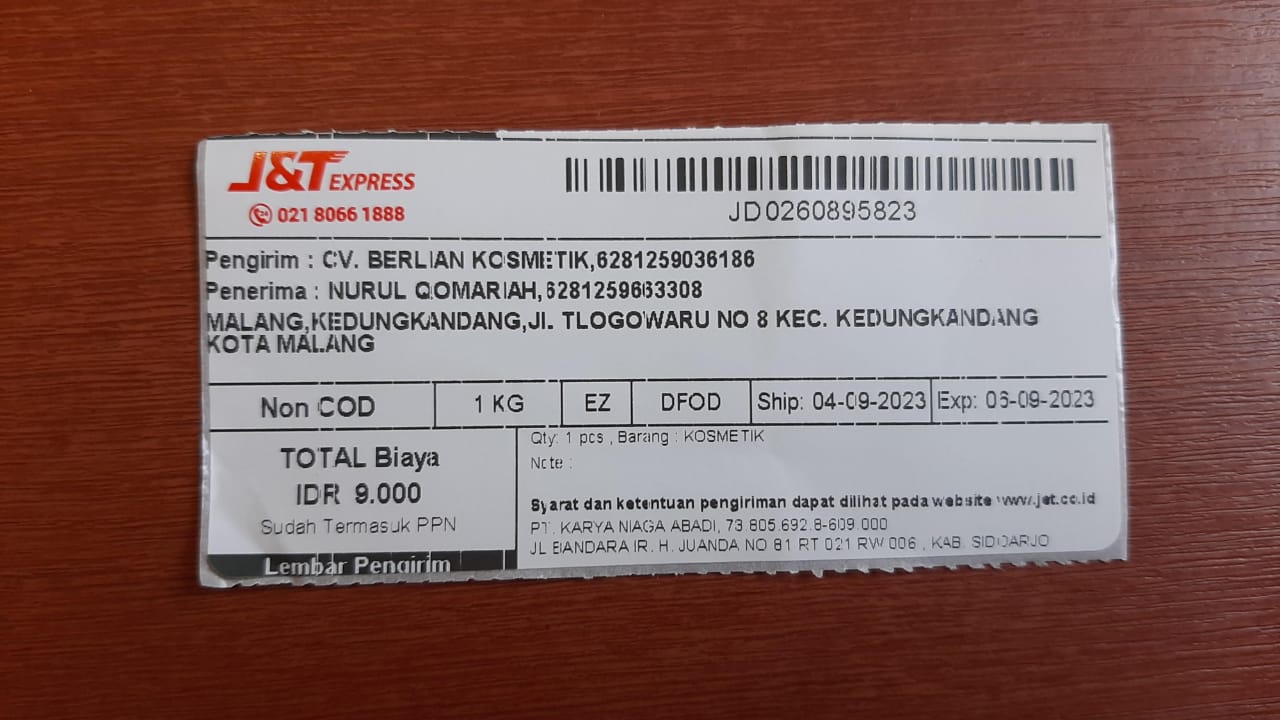 J&T EXPRESS
021 8066 1888
JD0260895823
Pengirim : CV. BERLIAN KOSMETIK,6281259036186
Penerima : NURUL QOMARIAH,6281259663308
MALANG,KEDUNGKANDANG,Jl. TLOGOWARU NO 8 KEC. KEDUNGKANDANG
KOTA MALANG
Non COD 1 KG EZ DFOD Ship: 04-09-2023 Exp: 06-09-2023
TOTAL Biaya
IDR 9.000
Sudah Termasuk PPN
Lembar Pengirim
Qty: 1 pcs , Barang : KOSMETIK
Note :
Syarat dan ketentuan pengiriman dapat dilihat pada website www.jet.co.id
PT. KARYA NIAGA ABADI, 73.805.692.8-609.000
JL BANDARA IR. H. JUANDA NO 81 RT 021 RW 006 , KAB. SIDOARJO